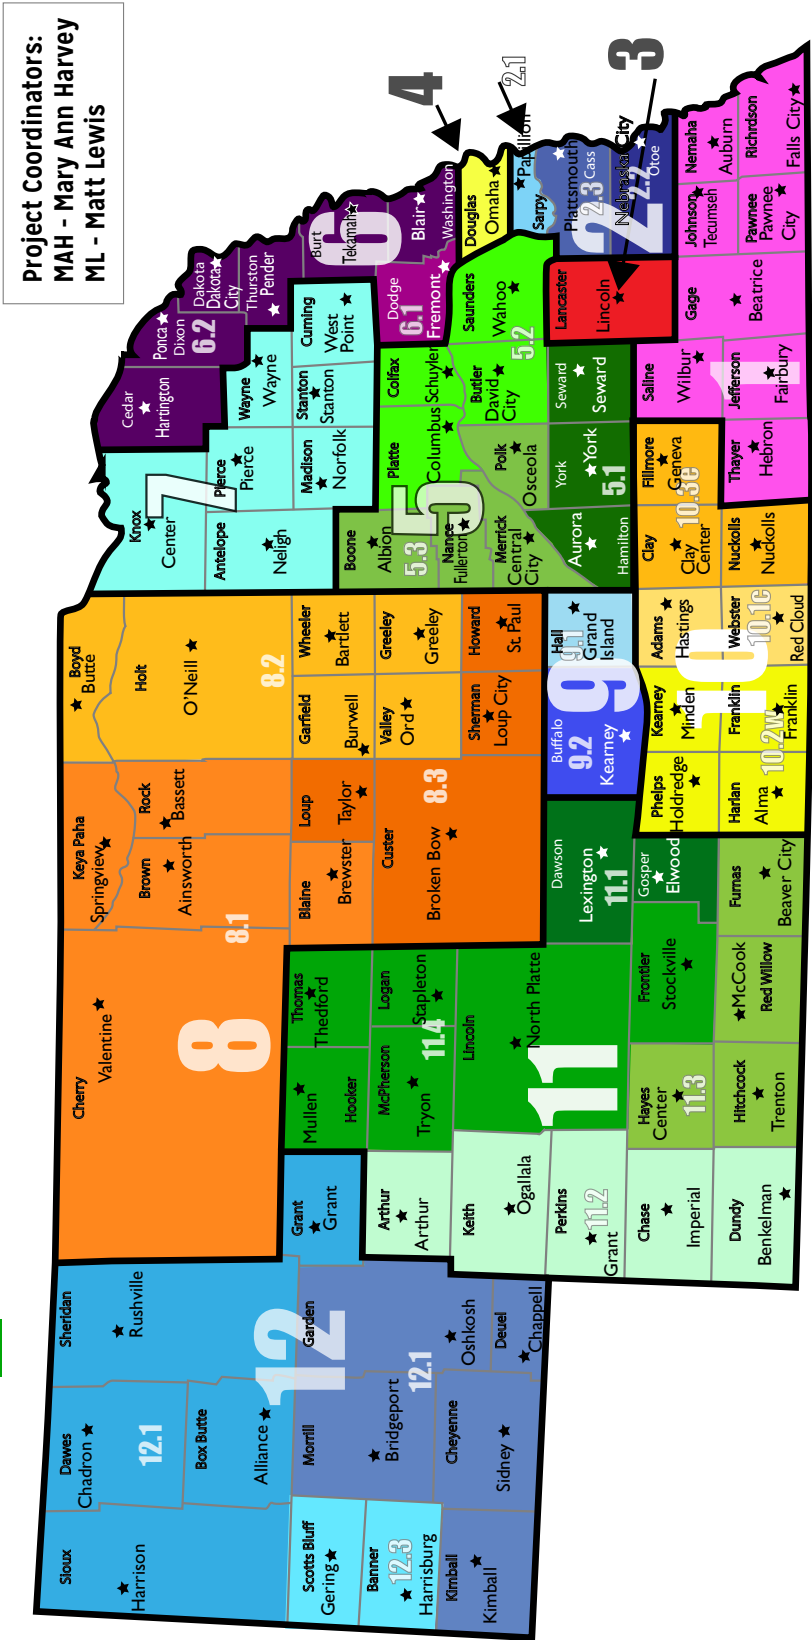 Project Coordinators:
MAH - Mary Ann Harvey
ML - Matt Lewis
Sioux
Harrison
Dawes
Chadron
12.1
Box Butte
Alliance
Sheridan
Rushville
12
Scotts Bluff
Gering
Banner
12.3
Harrisburg
Kimball
Kimball
Morrill
Bridgeport
Cheyenne
Sidney
12.1
Garden
Oshkosh
Deuel
Chappell
Grant
Grant
Cherry
Valentine
8
8.1
Keya Paha
Springview
Brown
Ainsworth
Rock
Bassett
Blaine
Brewster
Loup
Taylor
Custer
Broken Bow
8.3
Boyd
Butte
Holt
O'Neill
8.2
Garfield
Burwell
Wheeler
Bartlett
Valley
Ord
Greeley
Greeley
Sherman
Loup City
Howard
St. Paul
Arthur
Arthur
Keith
Ogallala
Perkins
11.2
Grant
Chase
Imperial
Dundy
Benkelman
Mullen
Hooker
Thomas
Thedford
McPherson
Tryon
11.4
Logan
Stapleton
Lincoln
North Platte
11
Hayes
Center
11.3
Hitchcock
Trenton
Frontier
Stockville
McCook
Red Willow
Dawson
Lexington
11.1
Gosper
Elwood
Furnas
Beaver City
Buffalo
9.2
Kearney
9
Hall
9.1
Grand
Island
Phelps
Holdredge
Harlan
Alma
Kearney
Minden
Franklin
Franklin
10.2w
10
Adams
Hastings
Webster
10.1c
Red Cloud
Clay
Clay
Center
10.3e
Nuckolls
Nuckolls
Fillmore
Geneva
Knox
Center
7
Antelope
Neligh
Pierce
Pierce
Madison
Norfolk
Wayne
Wayne
Stanton
Stanton
Cuming
West
Point
Cedar
Hartington
Ponca
Dixon
6.2
Dakota
Dakota
City
Thurston
Pender
Burt
Tekamah
6
Blair
Washington
Dodge
6.1
Fremont
Boone
Albion
5.3
Nance
Fullerton
Merrick
Central
City
5
Platte
Columbus
Colfax
Schuyler
Polk
Osceola
Butler
David
City
5.2
Saunders
Wahoo
Aurora
Hamilton
York
York
5.1
Seward
Seward
4
Douglas
Omaha
2.1
Papillion
Sarpy
Plattsmouth
2.3
Cass
2
Nebraska City
2.2
Otoe
3
Lancaster
Lincoln
Saline
Wilbur
Thayer
Hebron
Jefferson
Fairbury
1
Gage
Beatrice
Johnson
Tecumseh
Pawnee
Pawnee
City
Nemaha
Auburn
Richrdson
Falls City